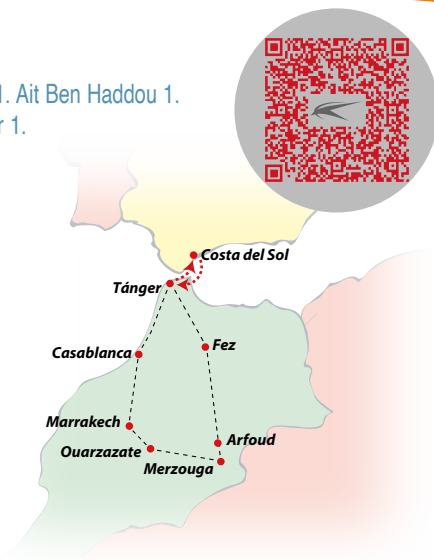 1. Ait Ben Haddou 1.
r 1.
Costa del Sol
Tánger
Casablanca
Fez
Marrakech
Arfoud
Ouarzazate
Merzouga